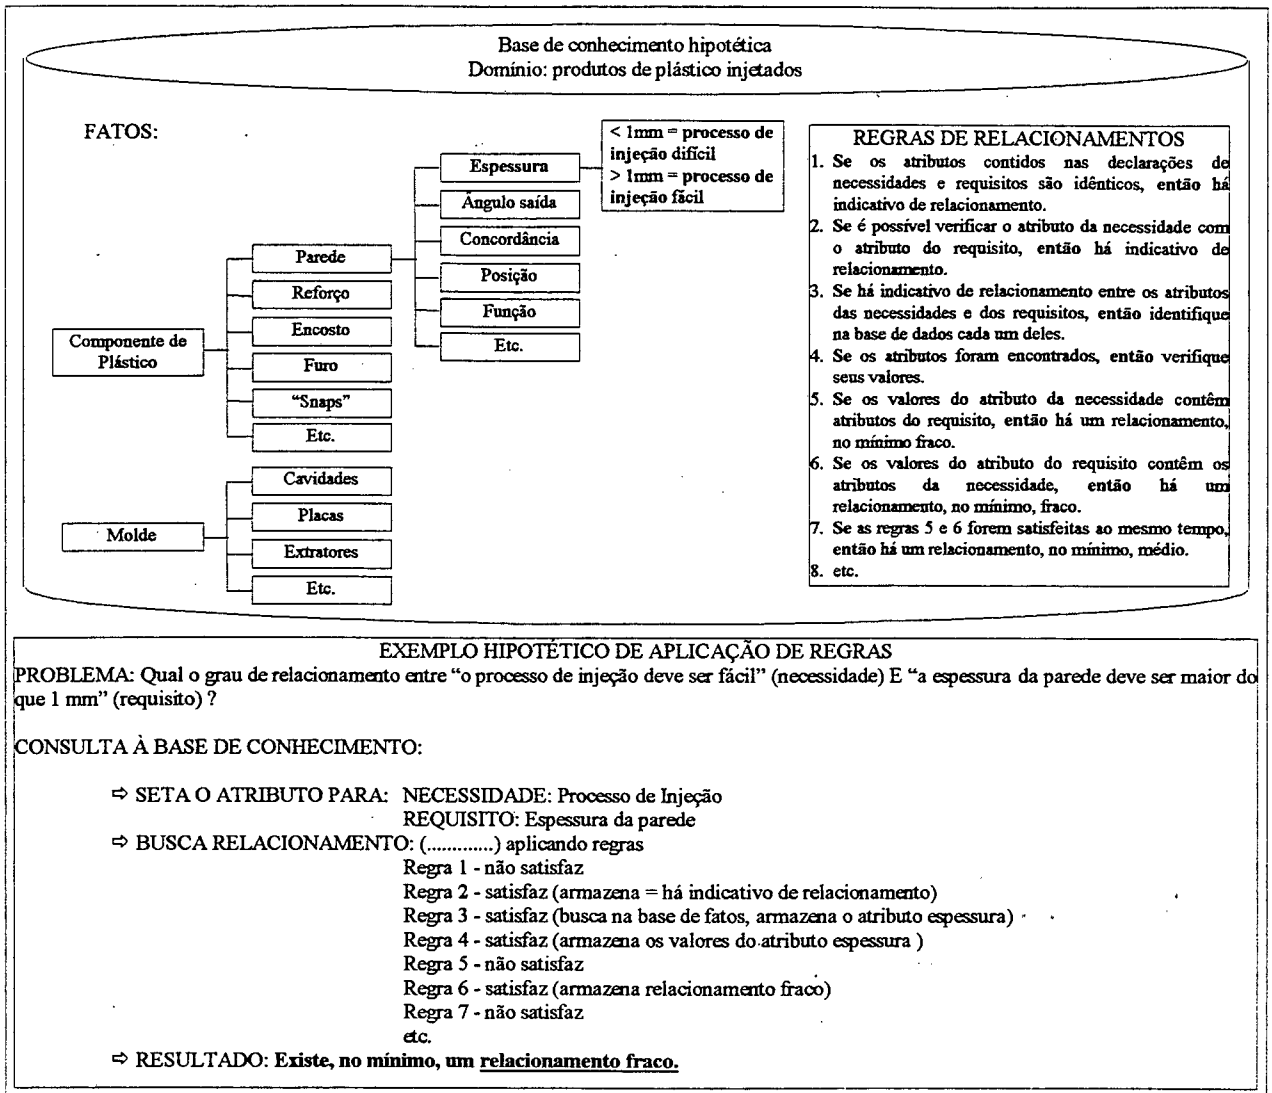 Base de conhecimento hipotética
Domínio: produtos de plástico injetados
FATOS:
Componente de
Plástico
Parede
Reforço
Encosto
Furo
“Snaps”
Etc.
Espessura
Ângulo saída
Concordância
Posição
Função
Etc.
< 1mm = processo de
injeção difícil
> 1mm = processo de
injeção fácil
Molde
Cavidades
Placas
Extratores
Etc.
REGRAS DE RELACIONAMENTOS
1. Se os atributos contidos nas declarações de
necessidades e requisitos são idênticos, então há
indicativo de relacionamento.
2. Se é possível verificar o atributo da necessidade com
o atributo do requisito, então há indicativo de
relacionamento.
3. Se há indicativo de relacionamento entre os atributos
das necessidades e dos requisitos, então identifique
na base de dados cada um deles.
4. Se os atributos foram encontrados, então verifique
seus valores.
5. Se os valores do atributo da necessidade contêm
atributos do requisito, então há um relacionamento,
no mínimo fraco.
6. Se os valores do atributo do requisito contêm os
atributos da necessidade, então há um
relacionamento, no mínimo, fraco.
7. Se as regras 5 e 6 forem satisfeitas ao mesmo tempo,
então há um relacionamento, no mínimo, médio.
8. etc.
EXEMPLO HIPOTÉTICO DE APLICAÇÃO DE REGRAS
PROBLEMA: Qual o grau de relacionamento entre “o processo de injeção deve ser fácil” (necessidade) E “a espessura da parede deve ser maior do
que 1 mm” (requisito) ?
CONSULTA À BASE DE CONHECIMENTO:
⇨ SETA O ATRIBUTO PARA: NECESSIDADE: Processo de Injeção
REQUISITO: Espessura da parede
⇨ BUSCA RELACIONAMENTO: (.............) aplicando regras
Regra 1 - não satisfaz
Regra 2 - satisfaz (armazena = há indicativo de relacionamento)
Regra 3 - satisfaz (busca na base de fatos, armazena o atributo espessura)
Regra 4 - satisfaz (armazena os valores do atributo espessura )
Regra 5 - não satisfaz
Regra 6 - satisfaz (armazena relacionamento fraco)
Regra 7 - não satisfaz
etc.
⇨ RESULTADO: Existe, no mínimo, um relacionamento fraco.